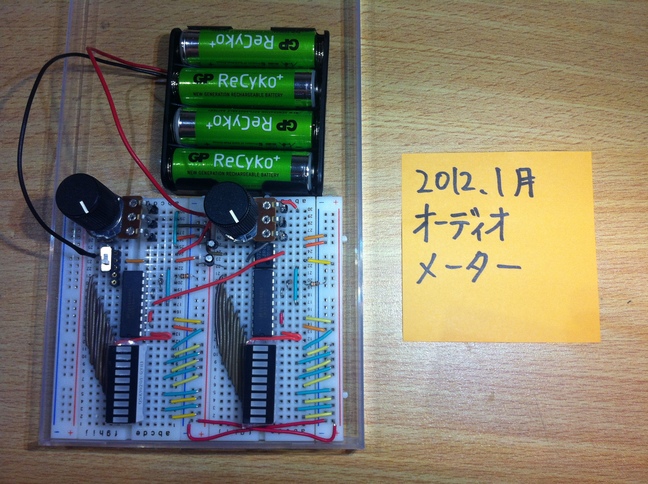 ReCyko+
GP
GP ReCyko+
NEW GENERATION RECHARGEABLE BATTERY
ReCyko+
GP
GP ReCyko+
NEW GENERATION RECHARGEABLE BATTERY
2012.1月
オーディオ
メーター
f g h i j
a b c d e
f g h i j